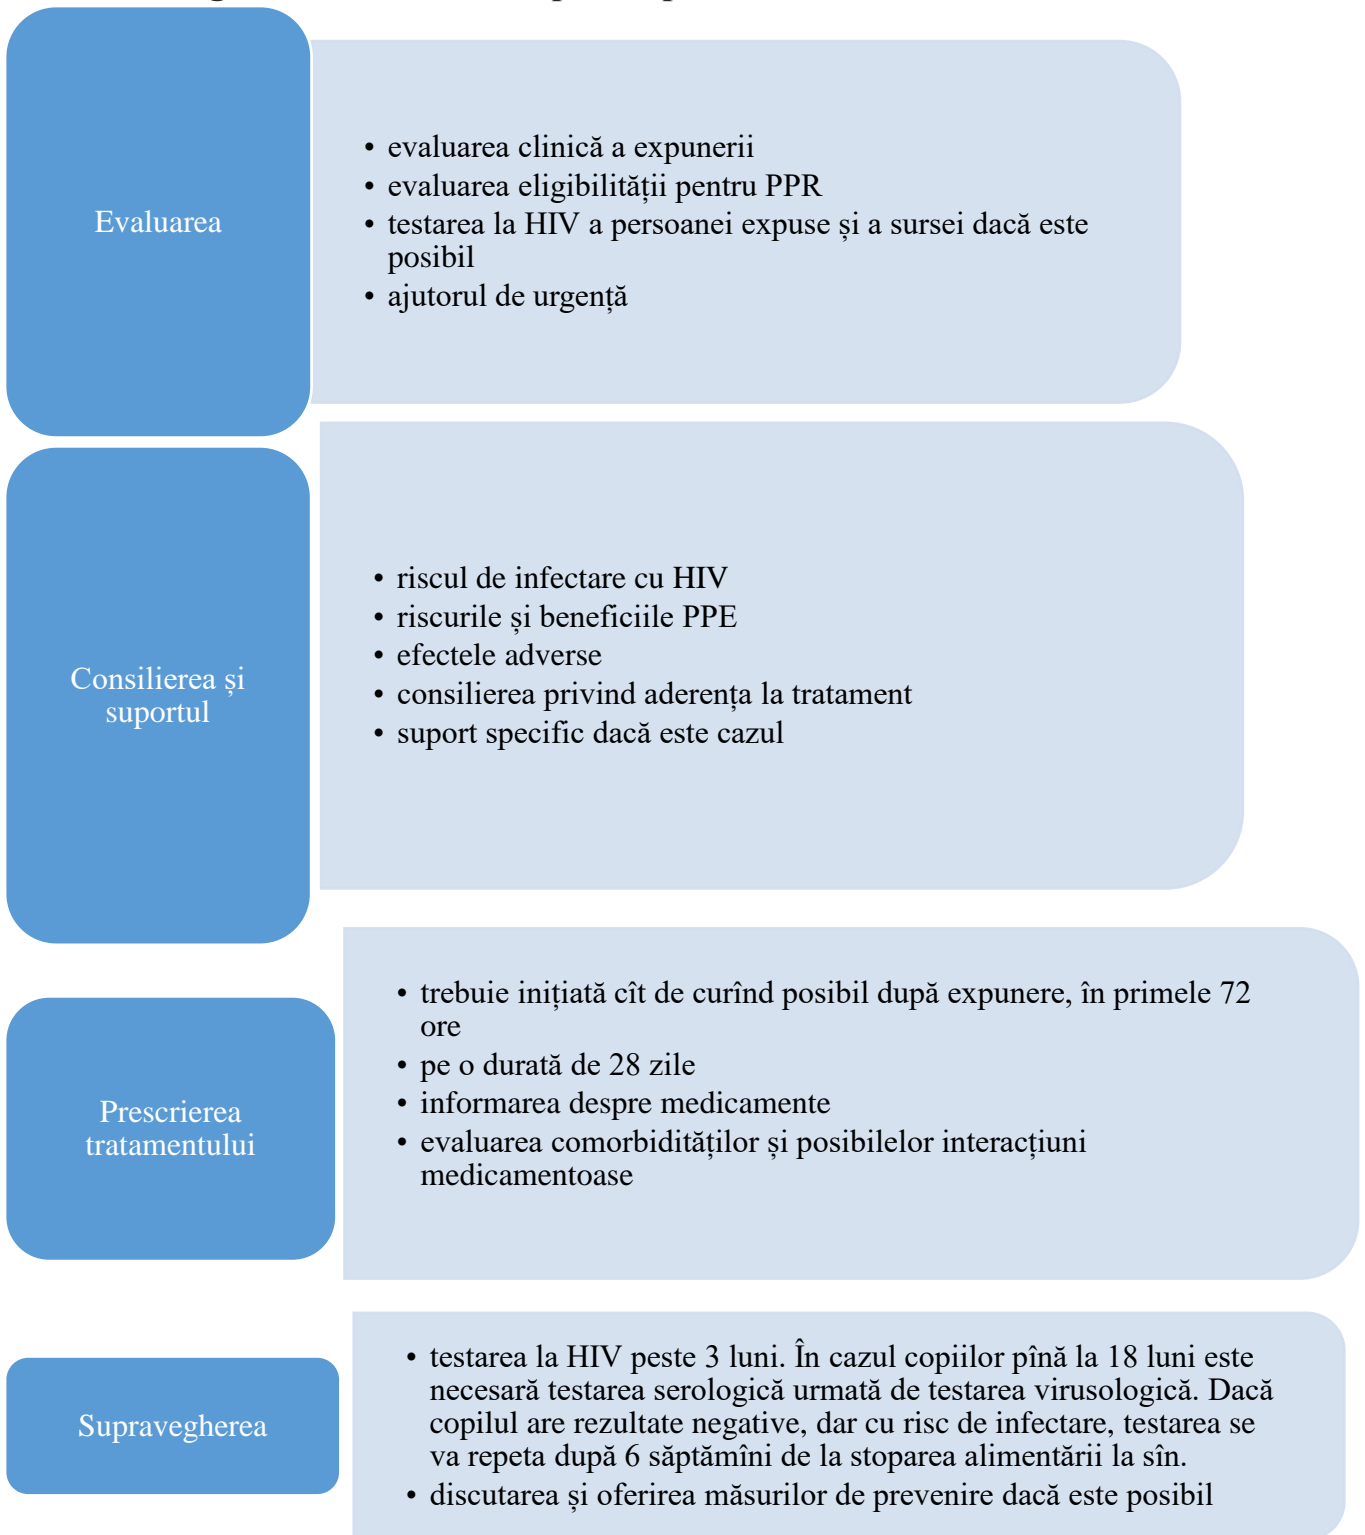 Evaluarea
• evaluarea clinică a expunerii
• evaluarea eligibilității pentru PPR
• testarea la HIV a persoanei expuse și a sursei dacă este
posibil
• ajutorul de urgență
Consilierea și
suportul
• riscul de infectare cu HIV
• riscurile și beneficiile PPE
• efectele adverse
• consilierea privind aderența la tratament
• suport specific dacă este cazul
Prescrierea
tratamentului
• trebuie inițiată cît de curînd posibil după expunere, în primele 72
ore
• pe o durată de 28 zile
• informarea despre medicamente
• evaluarea comorbidităților și posibilelor interacțiuni
medicamentoase
Supravegherea
• testarea la HIV peste 3 luni. În cazul copiilor pînă la 18 luni este
necesară testarea serologică urmată de testarea virusologică. Dacă
copilul are rezultate negative, dar cu risc de infectare, testarea se
va repeta după 6 săptămîni de la stoparea alimentării la sîn.
• discutarea și oferirea măsurilor de prevenire dacă este posibil